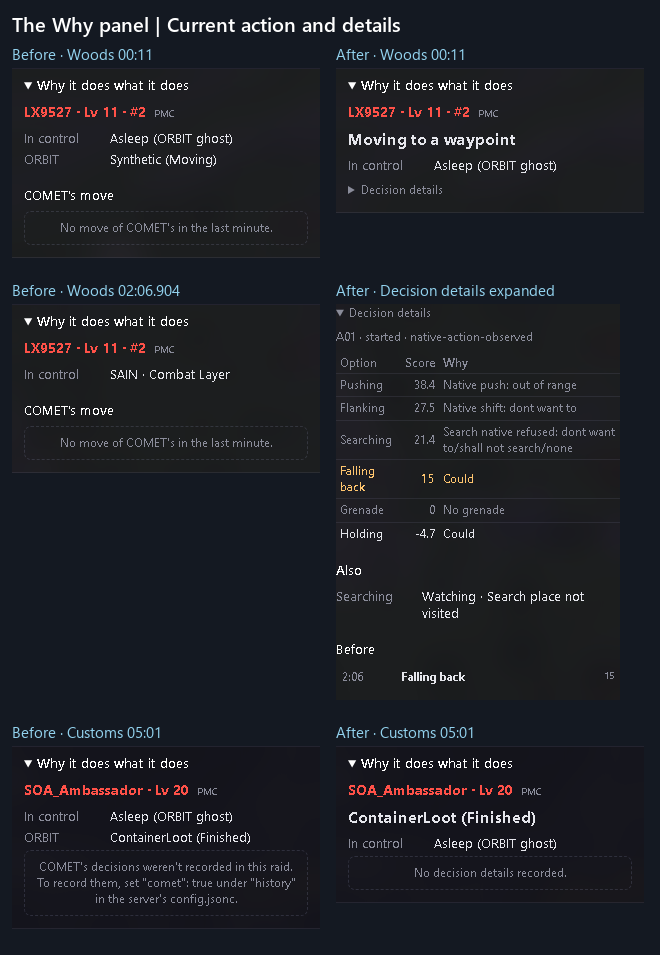 The Why panel | Current action and details
Before · Woods 00:11
▼ Why it does what it does
LX9527 - Lv 11 - #2 PMC
In control Asleep (ORBIT ghost)
ORBIT Synthetic (Moving)
COMET's move
No move of COMET's in the last minute.
After · Woods 00:11
▼ Why it does what it does
LX9527 - Lv 11 - #2 PMC
Moving to a waypoint
In control Asleep (ORBIT ghost)
▶ Decision details
Before · Woods 02:06.904
▼ Why it does what it does
LX9527 - Lv 11 - #2 PMC
In control SAIN · Combat Layer
COMET's move
No move of COMET's in the last minute.
After · Decision details expanded
▼ Decision details
A01 · started · native-action-observed
Option Score Why
Pushing 38.4 Native push: out of range
Flanking 27.5 Native shift: dont want to
Searching 21.4 Search native refused: dont want
to/shall not search/none
Falling
back 15 Could
Grenade 0 No grenade
Holding -4.7 Could
Also
Searching Watching · Search place not
visited
Before
2:06 Falling back 15
Before · Customs 05:01
▼ Why it does what it does
SOA_Ambassador - Lv 20 PMC
In control Asleep (ORBIT ghost)
ORBIT ContainerLoot (Finished)
COMET's decisions weren't recorded in this raid.
To record them, set "comet": true under "history"
in the server's config.jsonc.
After · Customs 05:01
▼ Why it does what it does
SOA_Ambassador - Lv 20 PMC
ContainerLoot (Finished)
In control Asleep (ORBIT ghost)
No decision details recorded.